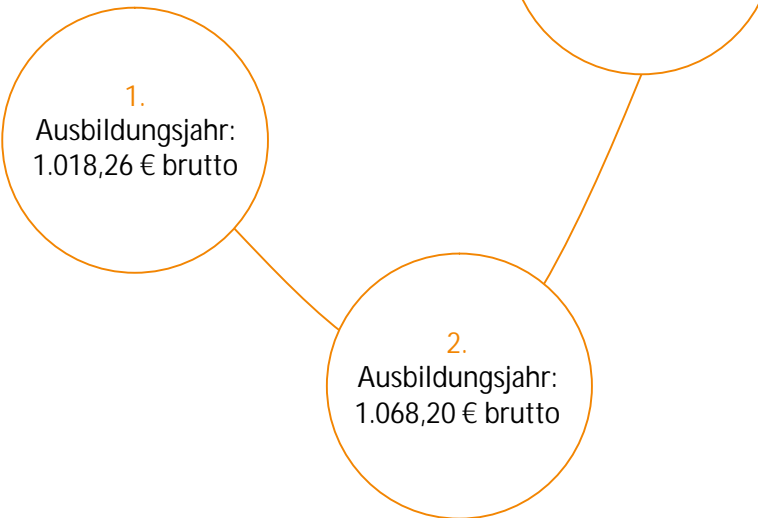 1.
Ausbildungsjahr:
1.018,26 € brutto
2.
Ausbildungsjahr:
1.068,20 € brutto